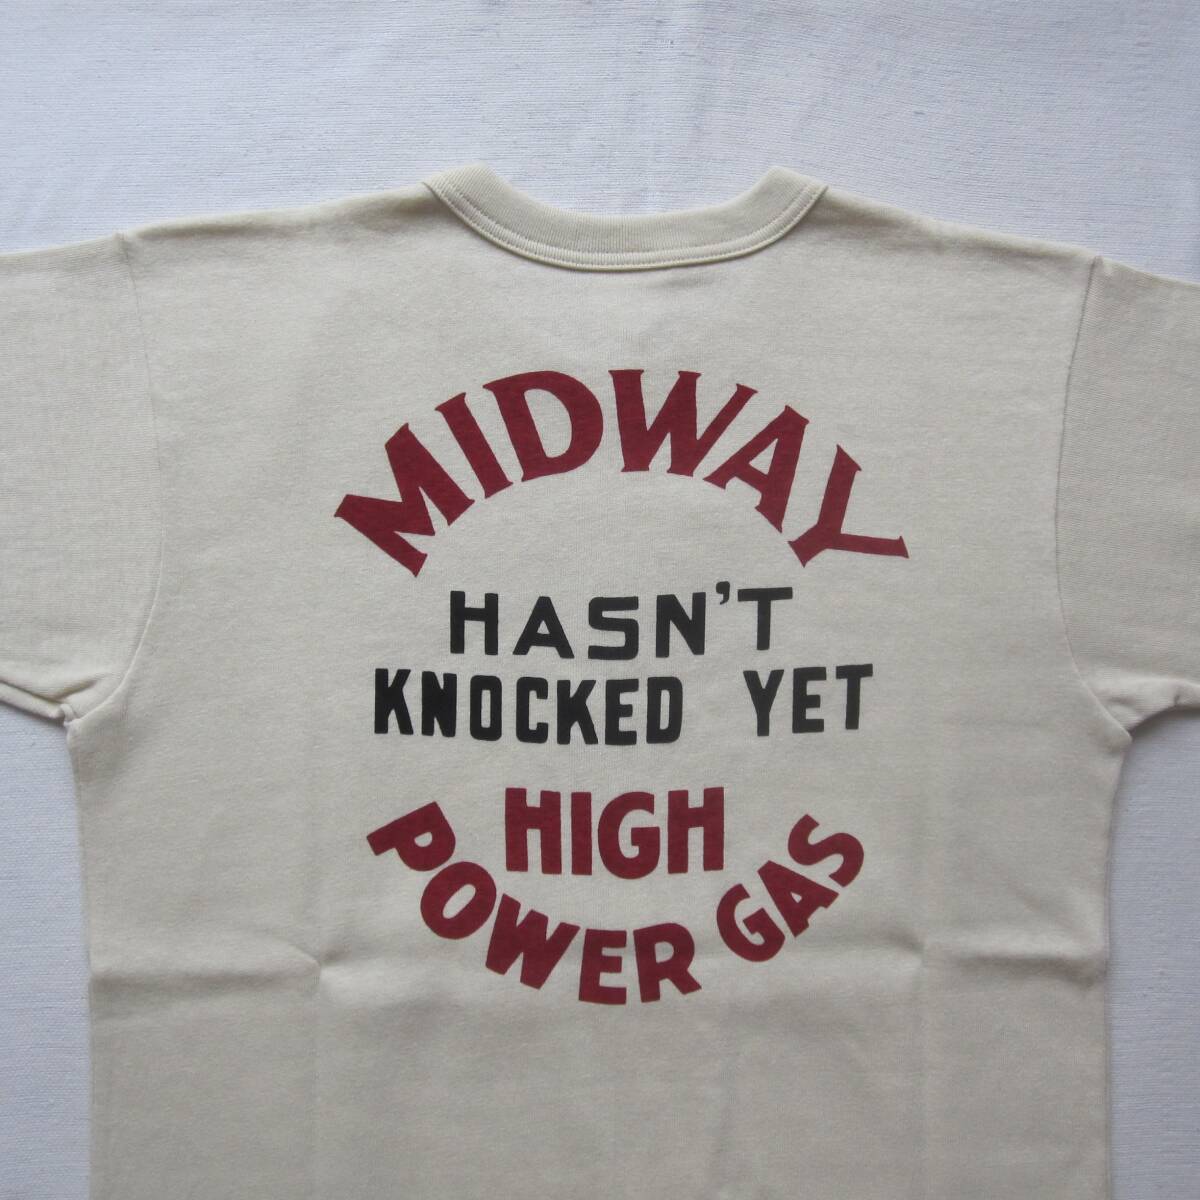 MIDWAY
HASN'T
KNOCKED YET
HIGH
POWER GAS